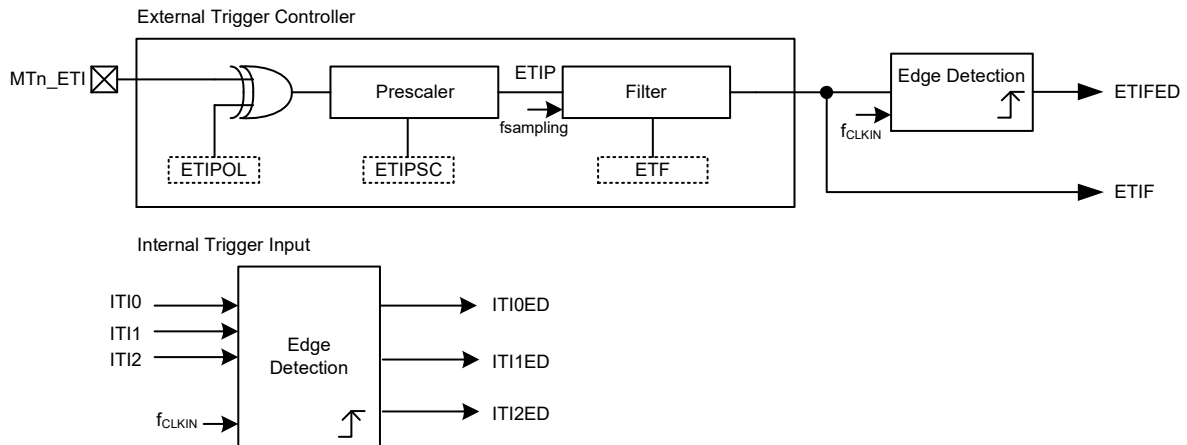 External Trigger Controller
MTn_ETI
Prescaler
ETIP
fsampling
Filter
Edge Detection
fCLKIN
ETIFED
ETIPOL
ETIPSC
ETF
ETIF
Internal Trigger Input
ITI0
ITI1
ITI2
fCLKIN
Edge
Detection
ITI0ED
ITI1ED
ITI2ED